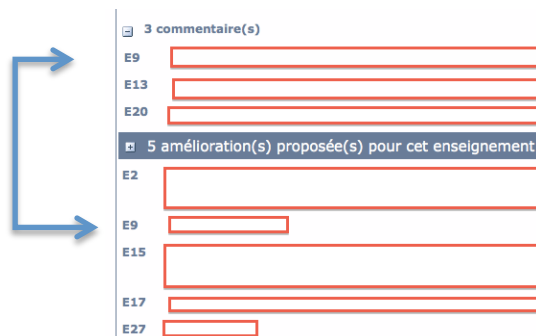 3 commentaire(s)
E9
E13
E20
5 amélioration(s) proposée(s) pour cet enseignement
E2
E9
E15
E17
E27